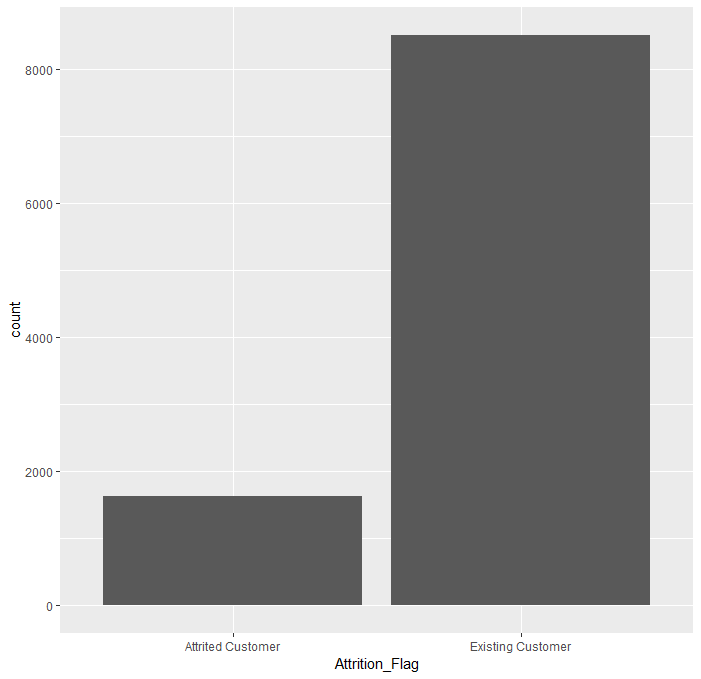 8000
6000
4000
2000
0
count
Attrited Customer
Existing Customer
Attrition_Flag